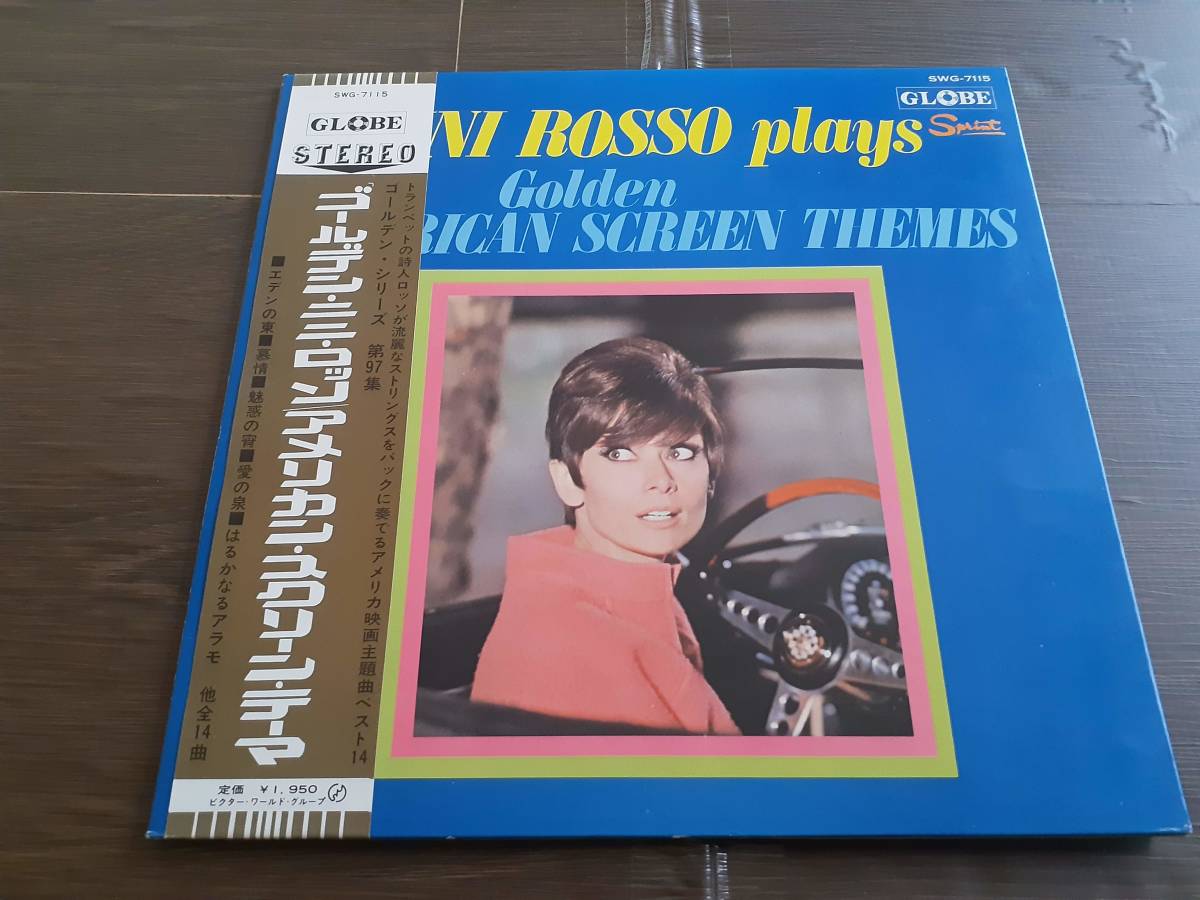 SWG-7115
GLOBE
STEREO
トランペットの詩人ロッソが流麗なストリングスをバックに奏でるアメリカ映画主題曲ベスト14
ゴールデン・シリーズ 第97集
ゴールデン・ニニ・ロッソ/アメリカン・スクリーン・テーマ
■エデンの東■慕情■魅惑の宵■愛の泉■はるかなるアラモ 他全14曲
定価 ¥1,950
ビクター・ワールド・グループ
SWG-7115
GLOBE
Sprint
NI ROSSO plays
Golden
RICAN SCREEN THEMES